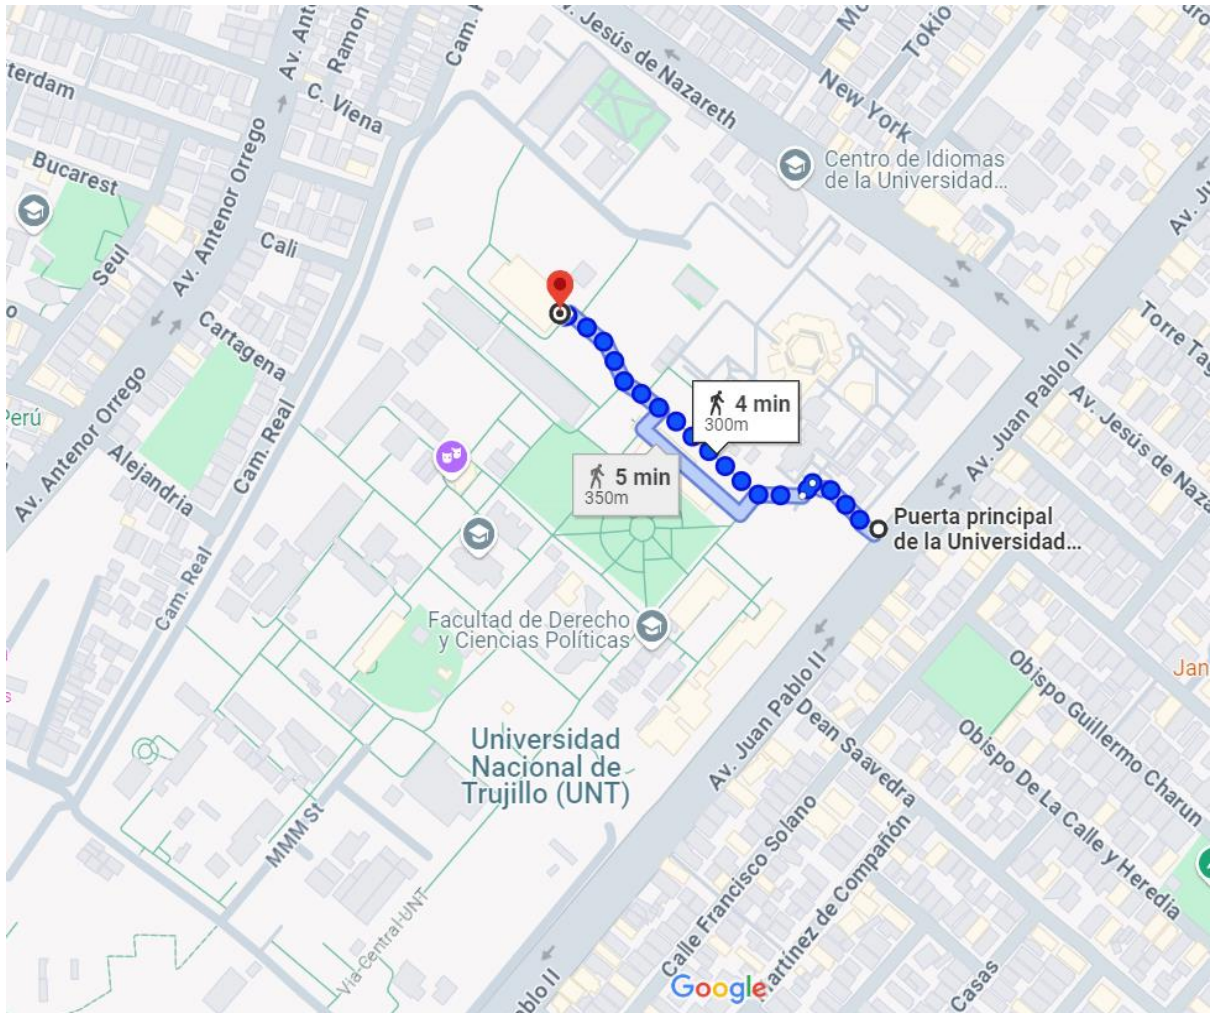 Av. Ant
Ramon
Cam.
v. Jesús de Nazareth
Tokio
New York
terdam
C. Viena
Bucarest
Seul
Av. Antenor Orrego
Cali
Centro de Idiomas
de la Universidad...
Av. Ju
Cartagena
Torre Tag
Perú
Av. Antenor Orrego
Cam. Real
Alejandria
4 min
300m
Av. Juan Pablo II
Av. Jesús de Naza
5 min
350m
Puerta principal
de la Universidad...
Cam. Real
Facultad de Derecho
y Ciencias Políticas
Av. Juan Pablo II
Obispo Guillermo Charun
Jan
s
Dean Saavedra
Obispo De La Calle y Heredia
Universidad
Nacional de
Trujillo (UNT)
MMM St
Calle Francisco Solano
Martínez de Compañón
Via-Central-UNT
ablo II
Google
Casas